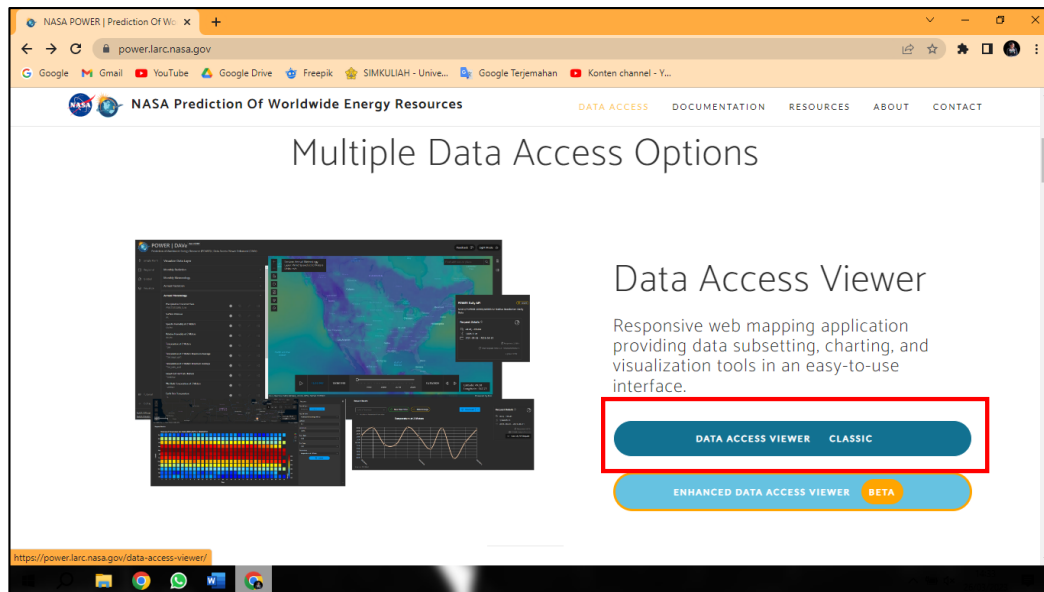 NASA POWER | Prediction Of Wo
power.larc.nasa.gov
Google Gmail YouTube Google Drive Freepik SIMKULIAH - Unive... Google Terjemahan Konten channel - Y...
NASA Prediction Of Worldwide Energy Resources DATA ACCESS DOCUMENTATION RESOURCES ABOUT CONTACT
Multiple Data Access Options
POWER | DAVe
Data Access Viewer
Responsive web mapping application
providing data subsetting, charting, and
visualization tools in an easy-to-use
interface.
DATA ACCESS VIEWER CLASSIC
ENHANCED DATA ACCESS VIEWER BETA
https://power.larc.nasa.gov/data-access-viewer/